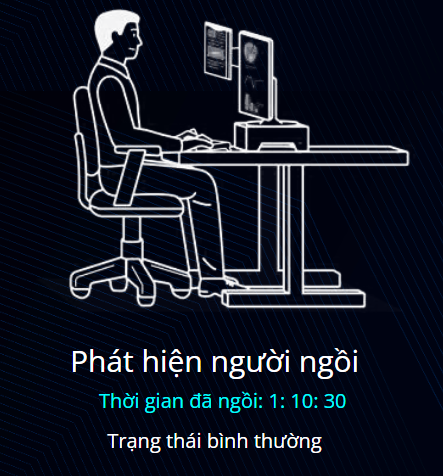 Phát hiện người ngồi
Thời gian đã ngồi: 1: 10: 30
Trạng thái bình thường